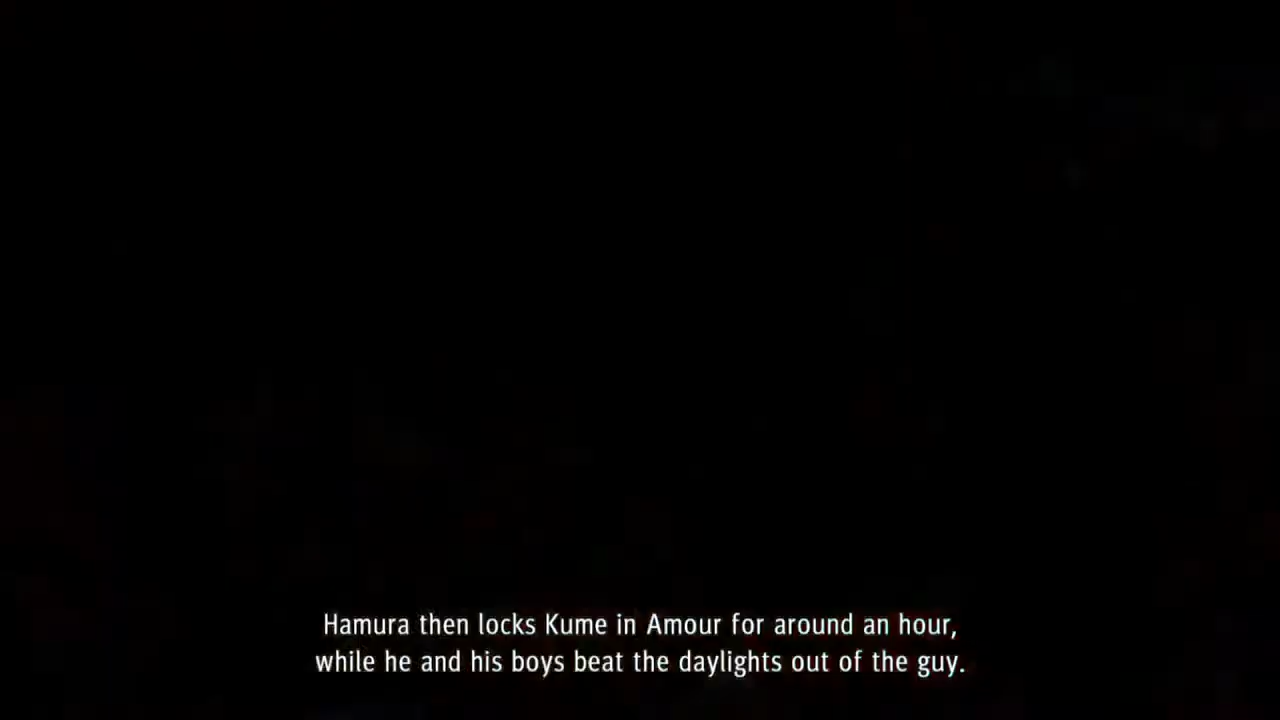 Hamura then locks Kume in Amour for around an hour,
while he and his boys beat the daylights out of the guy.